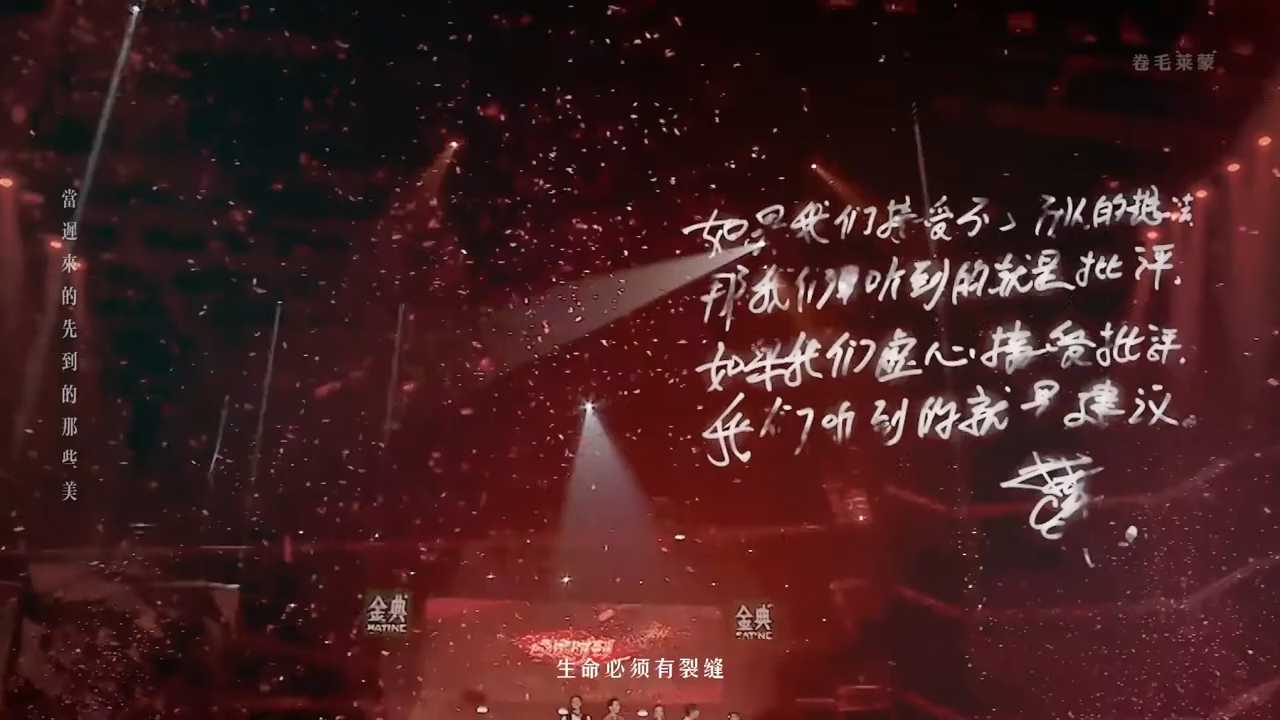 卷毛莱蒙
當遲來的先到的那些美
如果我们接受不了 别人的想法
那我们听到的就是批评,
如果我们虚心接受批评,
我们听到的就是建议。
金典
SATINE
金典
SATINE
生命必须有裂缝